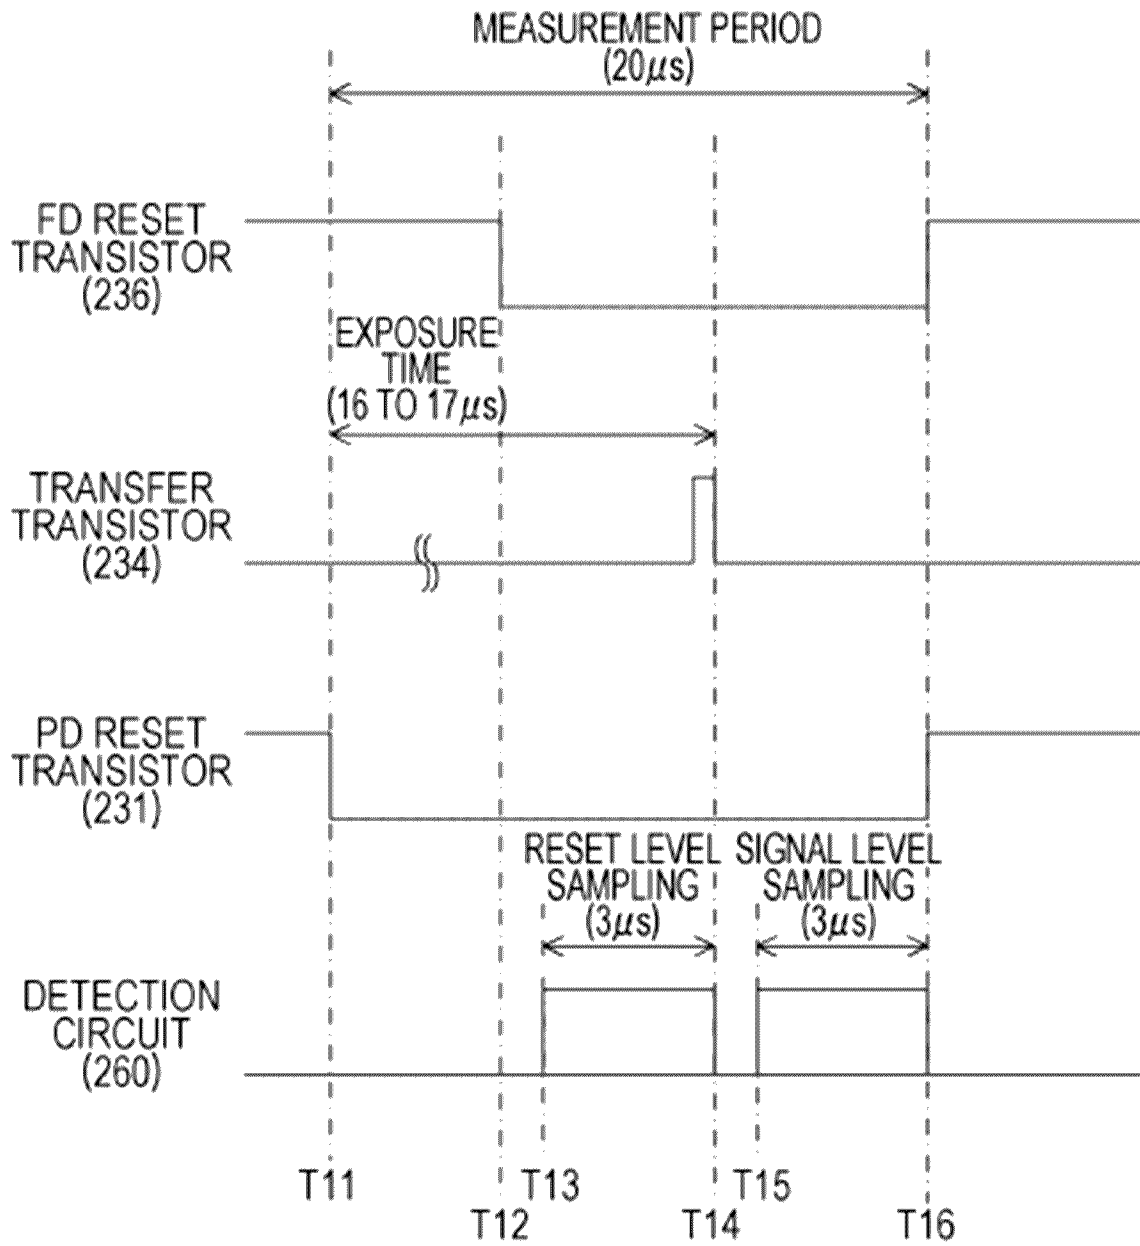 MEASUREMENT PERIOD
(20μs)
FD RESET
TRANSISTOR
(236)
EXPOSURE
TIME
(16 TO 17μs)
TRANSFER
TRANSISTOR
(234)
PD RESET
TRANSISTOR
(231)
RESET LEVEL
SAMPLING
(3μs)
SIGNAL LEVEL
SAMPLING
(3μs)
DETECTION
CIRCUIT
(260)
T11
T12
T13
T14
T15
T16